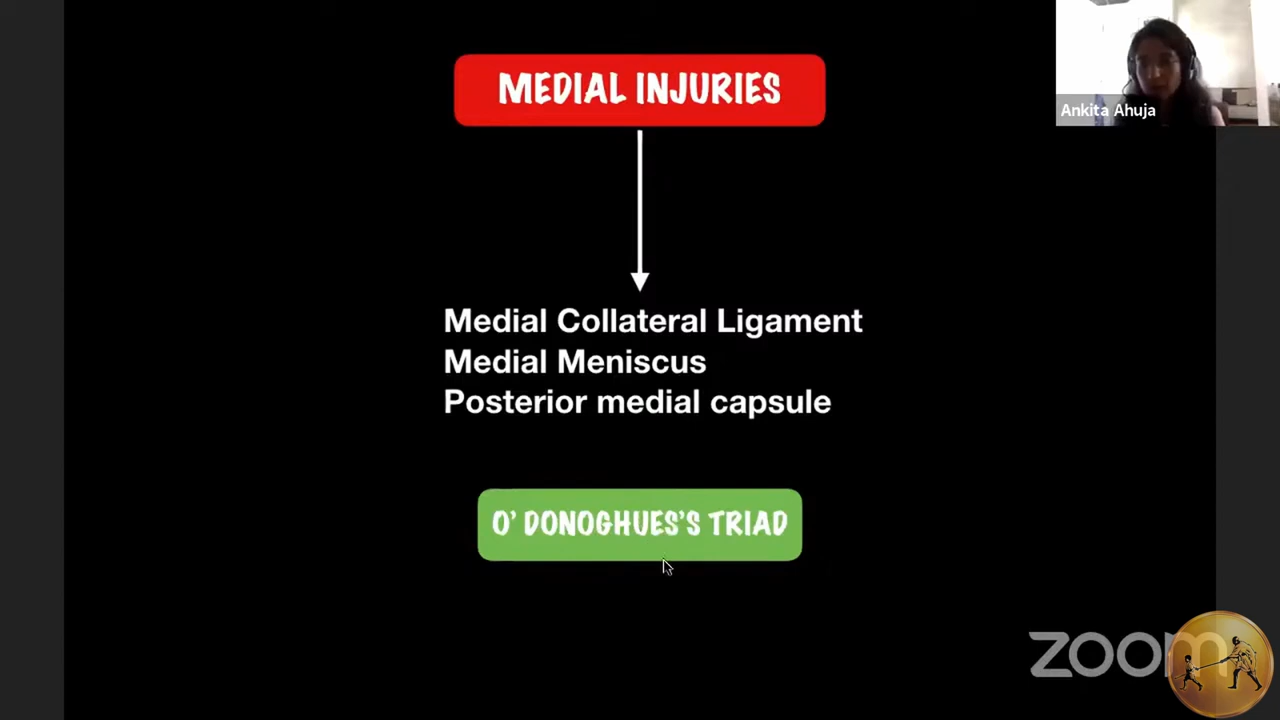 MEDIAL INJURIES
Ankita Ahuja
Medial Collateral Ligament
Medial Meniscus
Posterior medial capsule
O' DONOGHUES'S TRIAD
zoom